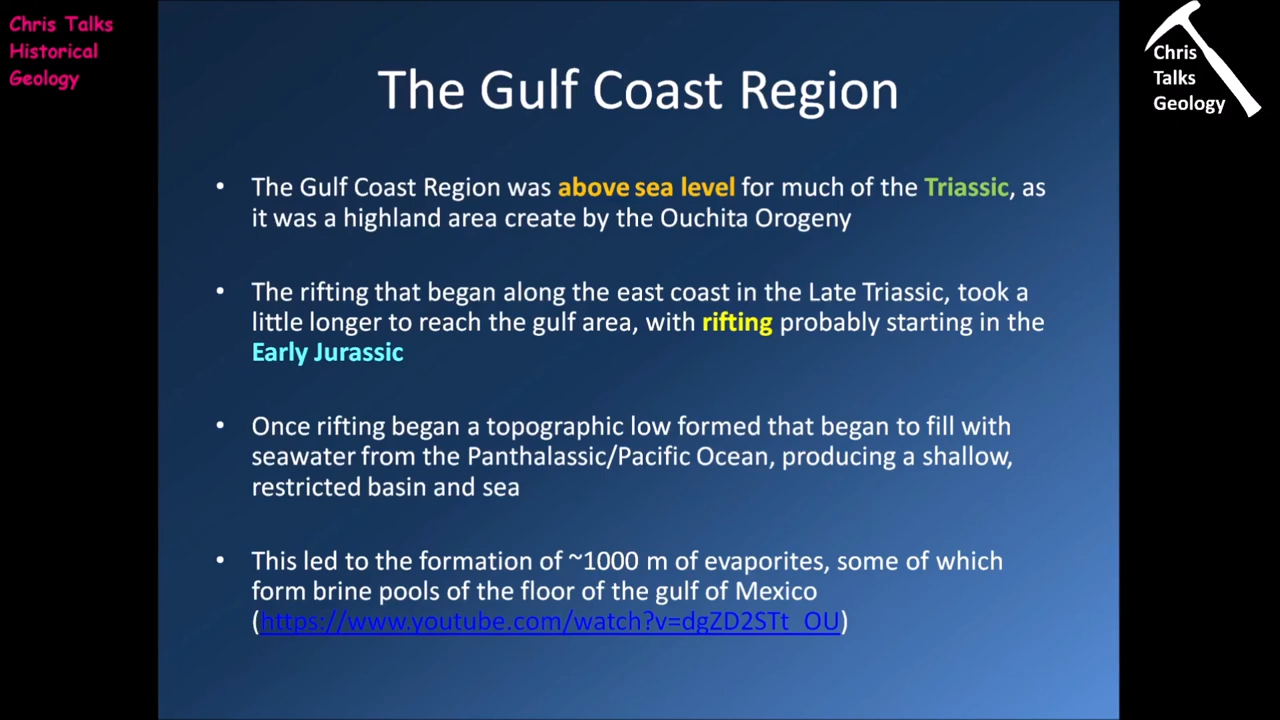 Chris Talks
Historical
Geology
Chris
Talks
Geology
The Gulf Coast Region
• The Gulf Coast Region was above sea level for much of the Triassic, as
it was a highland area create by the Ouchita Orogeny
• The rifting that began along the east coast in the Late Triassic, took a
little longer to reach the gulf area, with rifting probably starting in the
Early Jurassic
• Once rifting began a topographic low formed that began to fill with
seawater from the Panthalassic/Pacific Ocean, producing a shallow,
restricted basin and sea
• This led to the formation of ~1000 m of evaporites, some of which
form brine pools of the floor of the gulf of Mexico
(https://www.youtube.com/watch?v=dgZD2STt_OU)